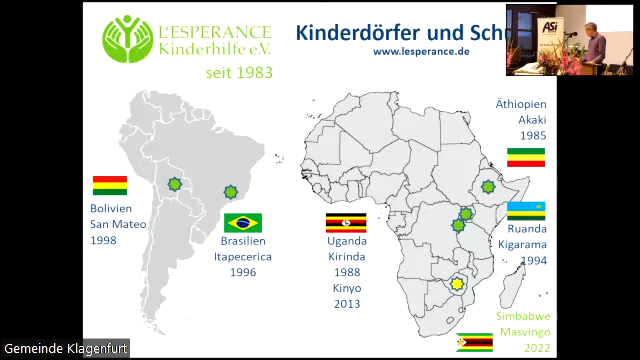 L'ESPERANCE
Kinderhilfe e.V.
seit 1983
Kinderdörfer und Sch
www.lesperance.de
ASi
Äthiopien
Akaki
1985
Bolivien
San Mateo
1998
Brasilien
Itapecerica
1996
Uganda
Kirinda
1988
Kinyo
2013
Ruanda
Kigarama
1994
Simbabwe
Masvingo
2022
Gemeinde Klagenfurt